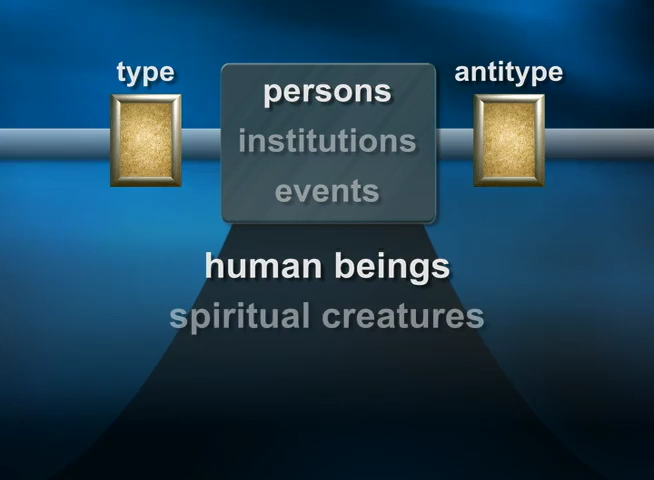 type
antitype
persons
institutions
events
human beings
spiritual creatures